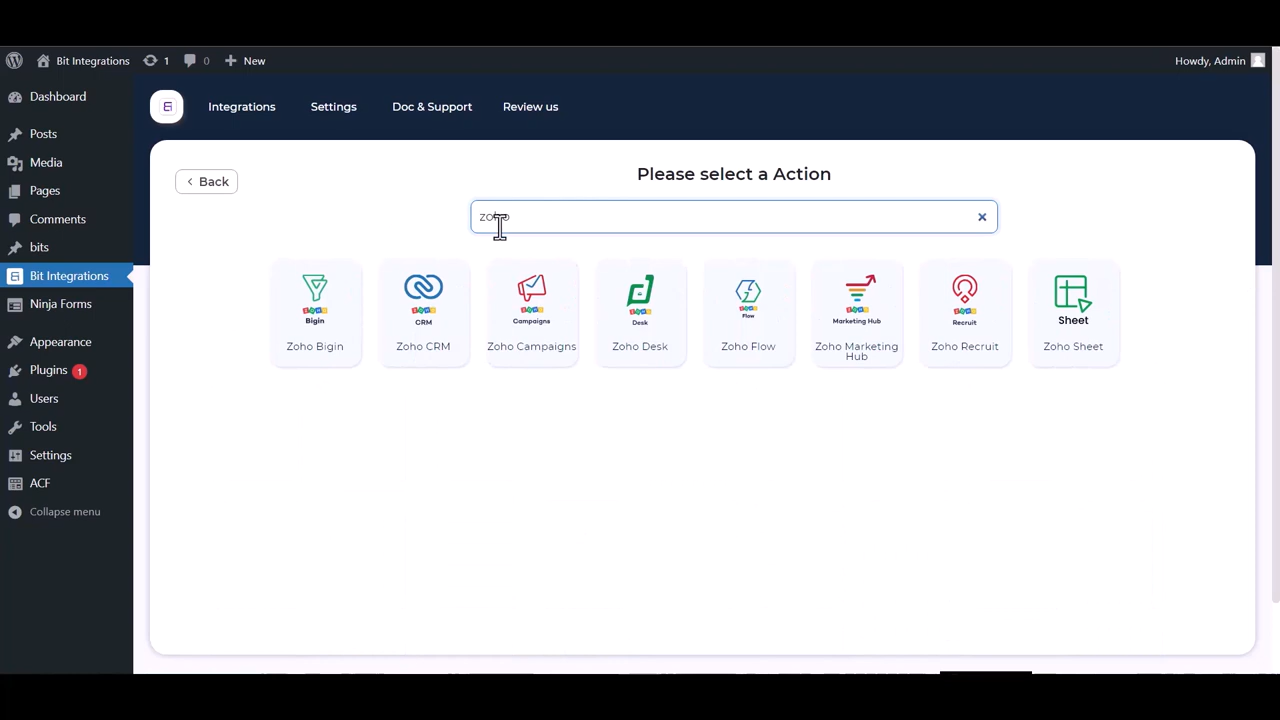 Bit Integrations 1 0 New Howdy, Admin
Dashboard
Posts
Media
Pages
Comments
bits
Bit Integrations
Ninja Forms
Appearance
Plugins 1
Users
Tools
Settings
ACF
Collapse menu
Integrations Settings Doc & Support Review us
Back
Please select a Action
zoho
Bigin
Zoho Bigin
CRM
Zoho CRM
Campaigns
Zoho Campaigns
Desk
Zoho Desk
Flow
Zoho Flow
Marketing Hub
Zoho Marketing
Hub
Recruit
Zoho Recruit
Sheet
Zoho Sheet